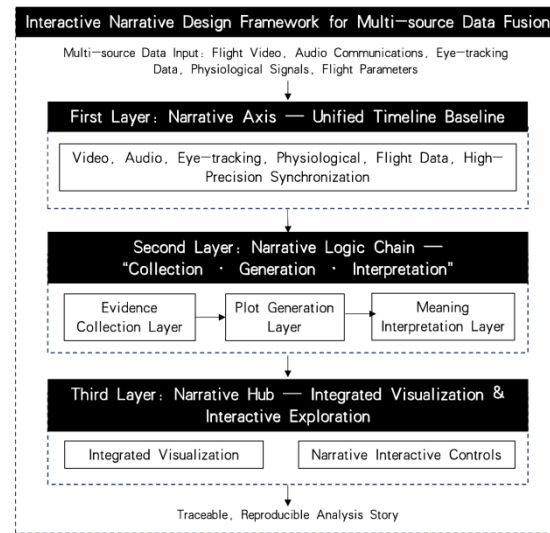 Interactive Narrative Design Framework for Multi-source Data Fusion
Multi-source Data Input: Flight Video, Audio Communications, Eye-tracking
Data, Physiological Signals, Flight Parameters
First Layer: Narrative Axis — Unified Timeline Baseline
Video, Audio, Eye-tracking, Physiological, Flight Data, High-
Precision Synchronization
Second Layer: Narrative Logic Chain —
“Collection · Generation · Interpretation”
Evidence
Collection Layer
Plot Generation
Layer
Meaning
Interpretation Layer
Third Layer: Narrative Hub — Integrated Visualization &
Interactive Exploration
Integrated Visualization
Narrative Interactive Controls
Traceable, Reproducible Analysis Story